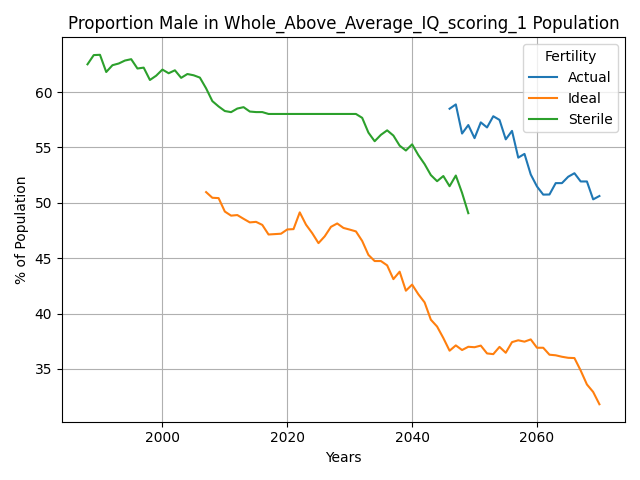 Proportion Male in Whole_Above_Average_IQ_scoring_1 Population
Fertility
Actual
Ideal
Sterile
% of Population
60
55
50
45
40
35
2000
2020
2040
2060
Years